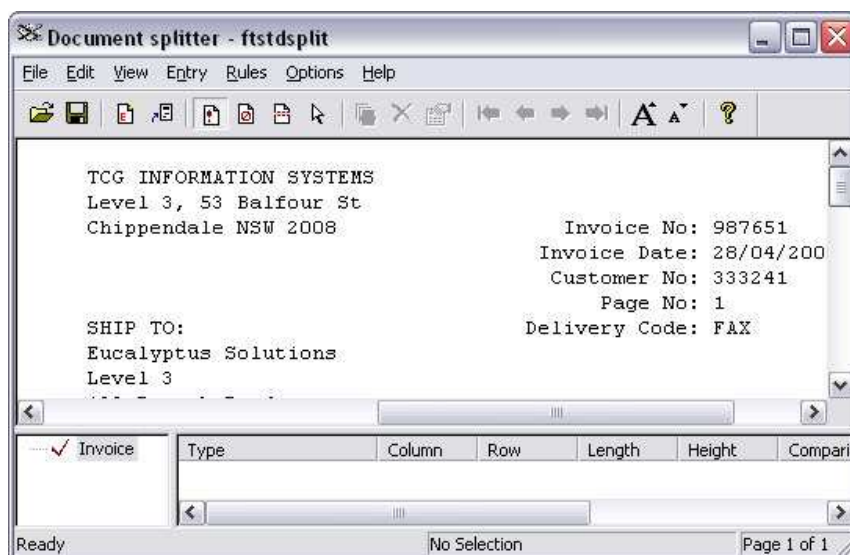 Document splitter - ftstdsplit
File Edit View Entry Rules Options Help
TCG INFORMATION SYSTEMS
Level 3, 53 Balfour St
Chippendale NSW 2008 Invoice No: 987651
Invoice Date: 28/04/200
Customer No: 333241
Page No: 1
SHIP TO: Delivery Code: FAX
Eucalyptus Solutions
Level 3
Invoice Type Column Row Length Height Compari
Ready No Selection Page 1 of 1